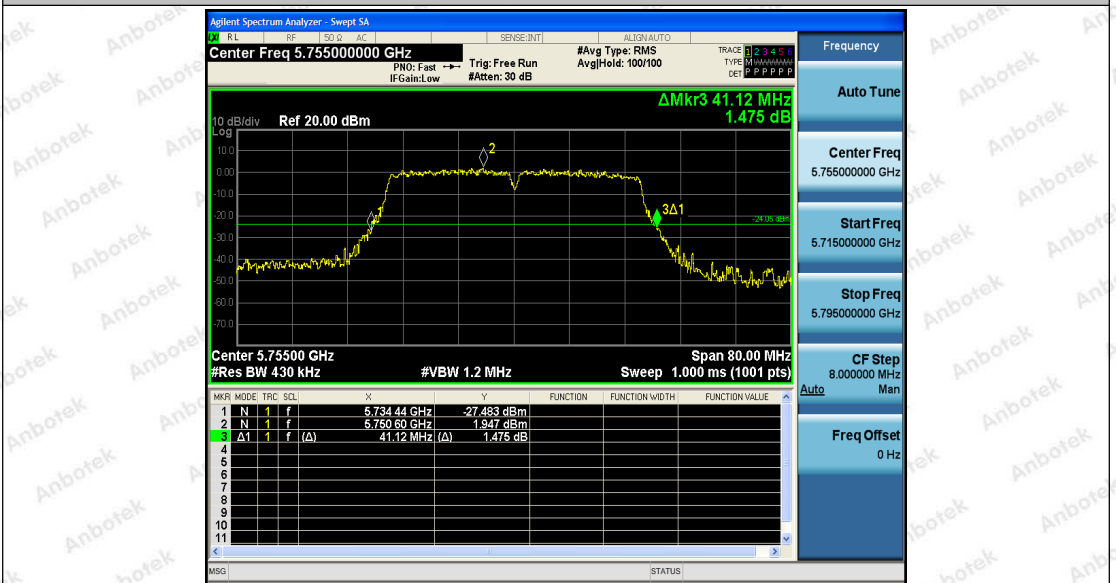 Agilent Spectrum Analyzer - Swept SA
LXI RL RF 50 Ω AC SENSE:INT ALIGNAUTO
Center Freq 5.755000000 GHz
PNO: Fast
IFGain:Low
Trig: Free Run
#Atten: 30 dB
#Avg Type: RMS
Avg|Hold: 100/100
TRACE 1 2 3 4 5 6
TYPE M WWWWW
DET P P P P P P
ΔMkr3 41.12 MHz
1.475 dB
10 dB/div Ref 20.00 dBm
Log
10.0
0.00
-10.0
-20.0
-30.0
-40.0
-50.0
-60.0
-70.0
1
2
3Δ1
-24.05 dBm
Center 5.75500 GHz Span 80.00 MHz
#Res BW 430 kHz #VBW 1.2 MHz Sweep 1.000 ms (1001 pts)
MKR MODE TRC SCL X Y FUNCTION FUNCTION WIDTH FUNCTION VALUE
1 N 1 f 5.734 44 GHz -27.483 dBm
2 N 1 f 5.750 60 GHz 1.947 dBm
3 Δ1 1 f (Δ) 41.12 MHz (Δ) 1.475 dB
4
5
6
7
8
9
10
11
MSG STATUS
Frequency
Auto Tune
Center Freq
5.755000000 GHz
Start Freq
5.715000000 GHz
Stop Freq
5.795000000 GHz
CF Step
8.000000 MHz
Auto Man
Freq Offset
0 Hz
Anbotek